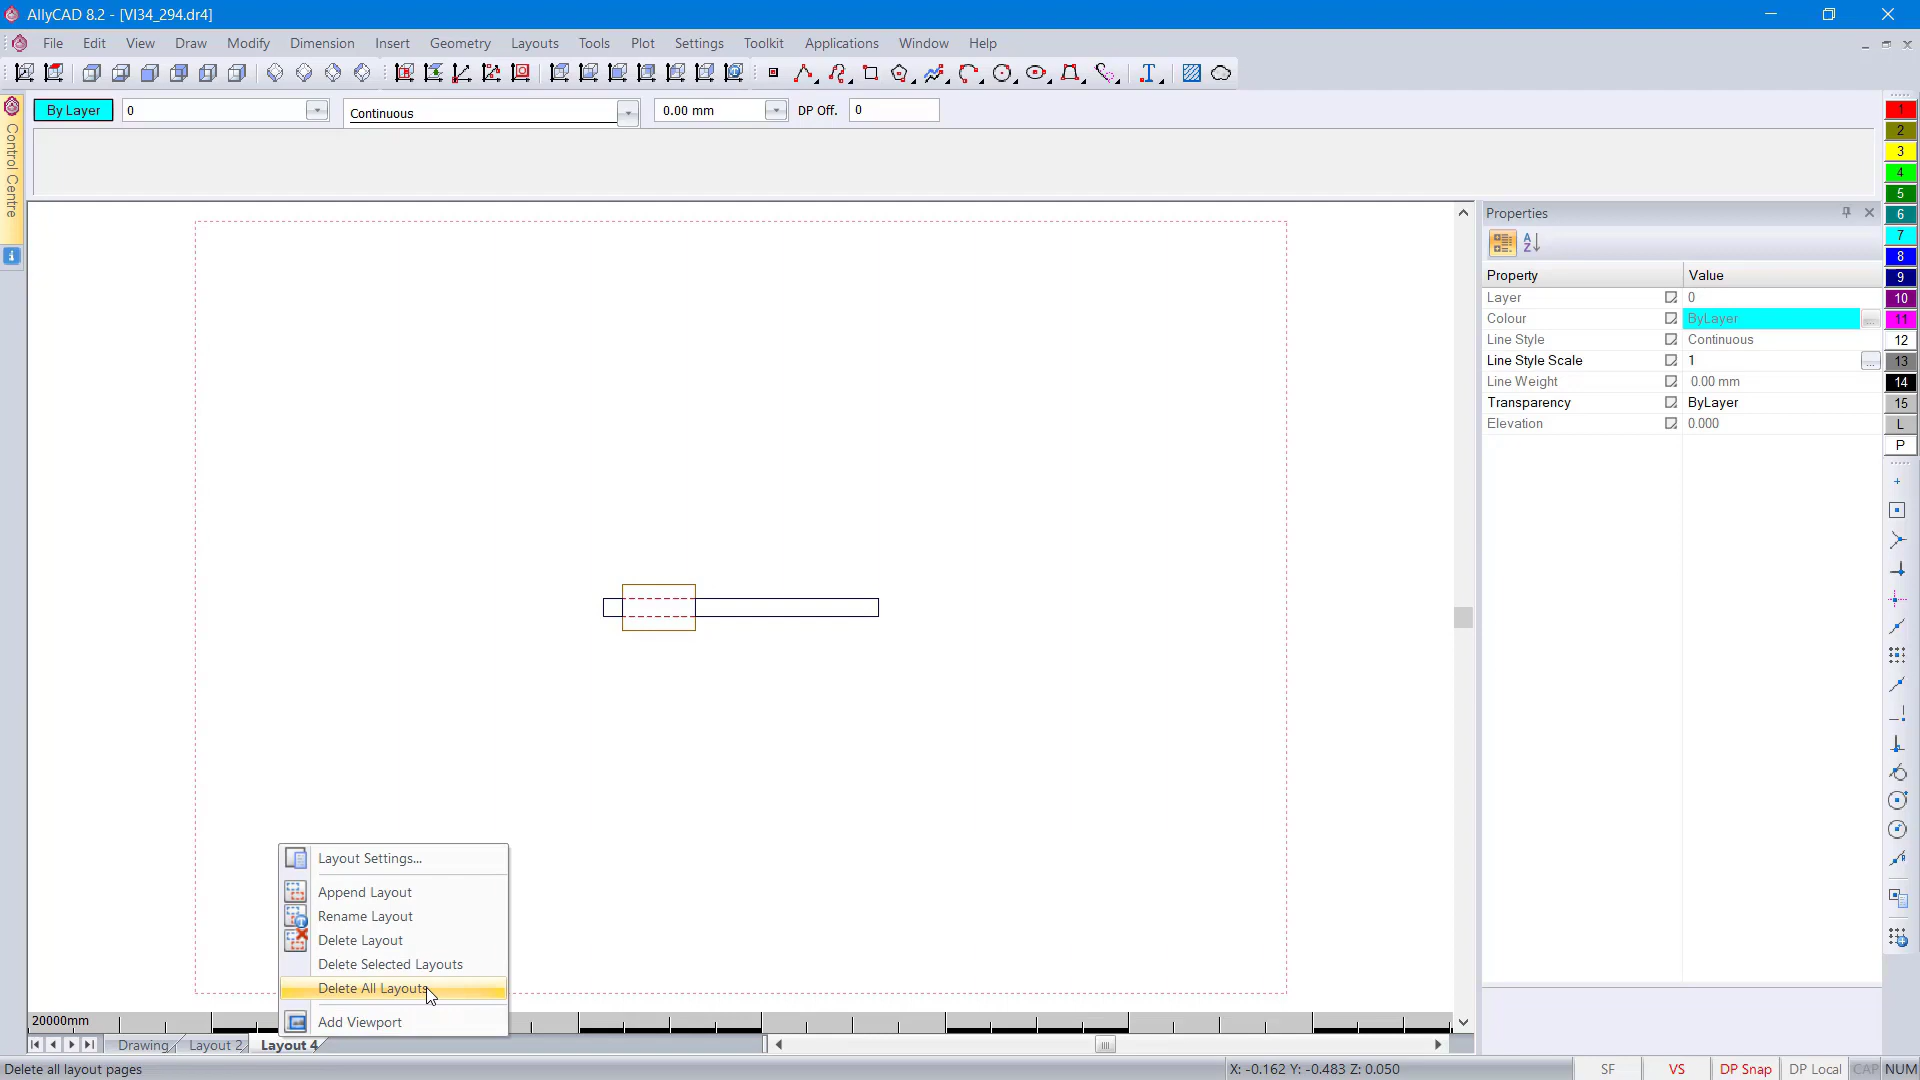 AllyCAD 8.2 - [VI34_294.dr4]
File Edit View Draw Modify Dimension Insert Geometry Layouts Tools Plot Settings Toolkit Applications Window Help
By Layer 0 Continuous 0.00 mm DP Off. 0
Control Centre
Properties
Property Value
Layer 0
Colour ByLayer
Line Style Continuous
Line Style Scale 1
Line Weight 0.00 mm
Transparency ByLayer
Elevation 0.000
1
2
3
4
5
6
7
8
9
10
11
12
13
14
15
L
P
Layout Settings...
Append Layout
Rename Layout
Delete Layout
Delete Selected Layouts
Delete All Layouts
Add Viewport
20000mm
Drawing Layout 2 Layout 4
Delete all layout pages X: -0.162 Y: -0.483 Z: 0.050 SF VS DP Snap DP Local CAP NUM